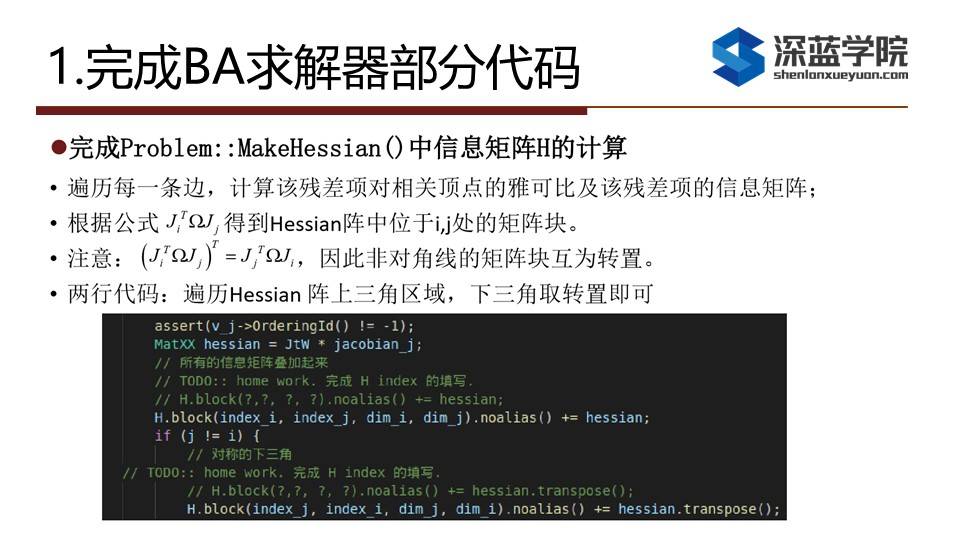 1.完成BA求解器部分代码
深蓝学院
shenlanxueyuan.com
●完成Problem::MakeHessian()中信息矩阵H的计算
• 遍历每一条边，计算该残差项对相关顶点的雅可比及该残差项的信息矩阵；
• 根据公式 J_i^T Ω J_j 得到Hessian阵中位于i,j处的矩阵块。
• 注意：(J_i^T Ω J_j)^T = J_j^T Ω J_i，因此非对角线的矩阵块互为转置。
• 两行代码：遍历Hessian 阵上三角区域，下三角取转置即可
assert(v_j->OrderingId() != -1);
MatXX hessian = JtW * jacobian_j;
// 所有的信息矩阵叠加起来
// TODO:: home work. 完成 H index 的填写.
// H.block(?,?, ?, ?).noalias() += hessian;
H.block(index_i, index_j, dim_i, dim_j).noalias() += hessian;
if (j != i) {
// 对称的下三角
// TODO:: home work. 完成 H index 的填写.
// H.block(?,?, ?, ?).noalias() += hessian.transpose();
H.block(index_j, index_i, dim_j, dim_i).noalias() += hessian.transpose();